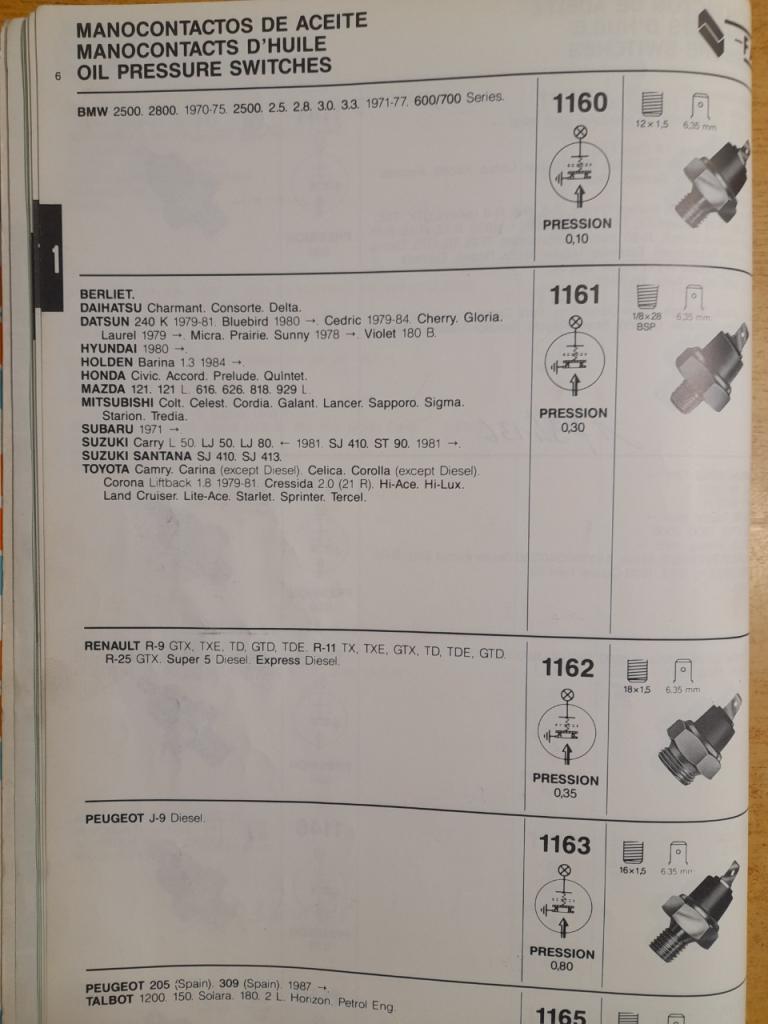 MANOCONTACTOS DE ACEITE
MANOCONTACTS D'HUILE
OIL PRESSURE SWITCHES
6
BMW 2500. 2800. 1970-75. 2500. 2.5. 2.8. 3.0. 3.3. 1971-77. 600/700 Series.
1160
PRESSION
0,10
12x1,5
6,35 mm
1
BERLIET.
DAIHATSU Charmant. Consorte. Delta.
DATSUN 240 K 1979-81. Bluebird 1980 →. Cedric 1979-84. Cherry. Gloria.
Laurel 1979 →. Micra. Prairie. Sunny 1978 →. Violet 180 B.
HYUNDAI 1980 →.
HOLDEN Barina 1.3 1984 →.
HONDA Civic. Accord. Prelude. Quintet.
MAZDA 121. 121 L. 616. 626. 818. 929 L.
MITSUBISHI Colt. Celest. Cordia. Galant. Lancer. Sapporo. Sigma.
Starion. Tredia.
SUBARU 1971 →
SUZUKI Carry L 50. LJ 50. LJ 80. ← 1981. SJ 410. ST 90. 1981 →.
SUZUKI SANTANA SJ 410. SJ 413.
TOYOTA Camry. Carina (except Diesel). Celica. Corolla (except Diesel).
Corona Liftback 1.8 1979-81. Cressida 2.0 (21 R). Hi-Ace. Hi-Lux.
Land Cruiser. Lite-Ace. Starlet. Sprinter. Tercel.
1161
PRESSION
0,30
1/8x28
BSP
6,35 mm.
RENAULT R-9 GTX, TXE, TD, GTD, TDE. R-11 TX, TXE, GTX, TD, TDE, GTD.
R-25 GTX. Super 5 Diesel. Express Diesel.
1162
PRESSION
0,35
18x1,5
6.35 mm
PEUGEOT J-9 Diesel.
1163
PRESSION
0,80
16x1,5
6.35 mm
PEUGEOT 205 (Spain). 309 (Spain). 1987 →.
TALBOT 1200. 150. Solara. 180. 2 L. Horizon. Petrol Eng.
1165